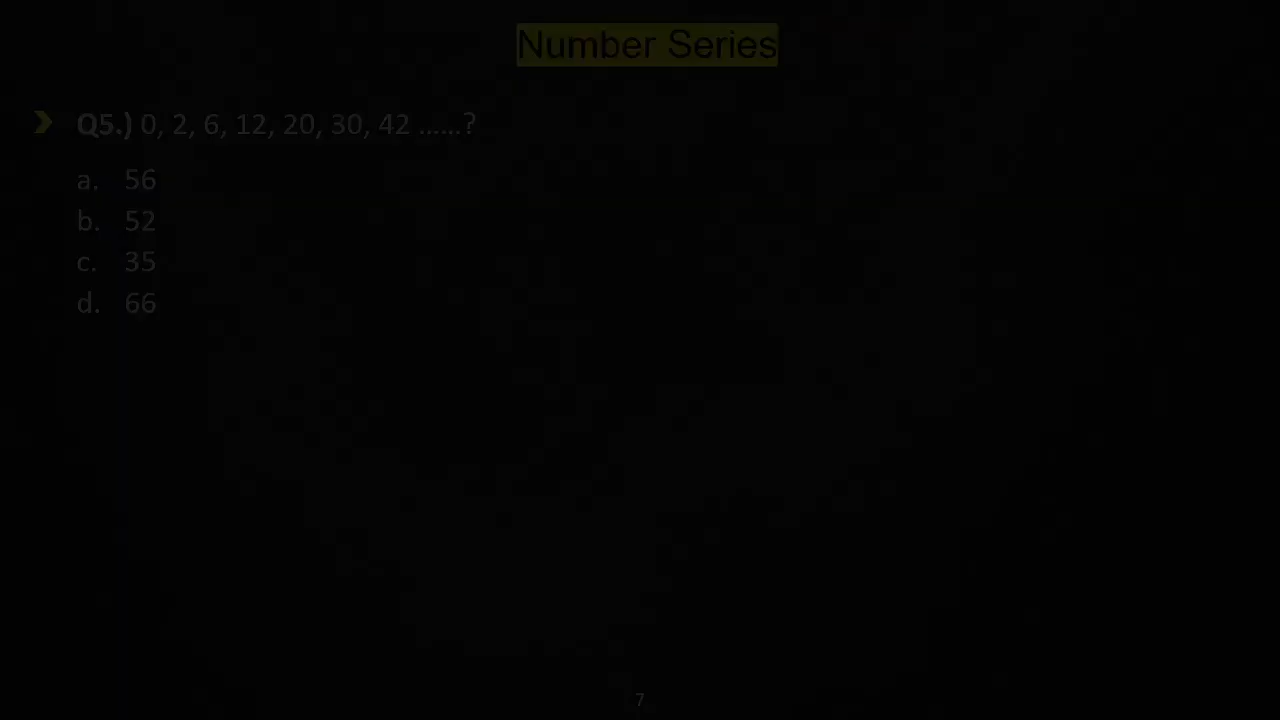 Number Series
Q5.) 0, 2, 6, 12, 20, 30, 42 ……?
a. 56
b. 52
c. 35
d. 66
7